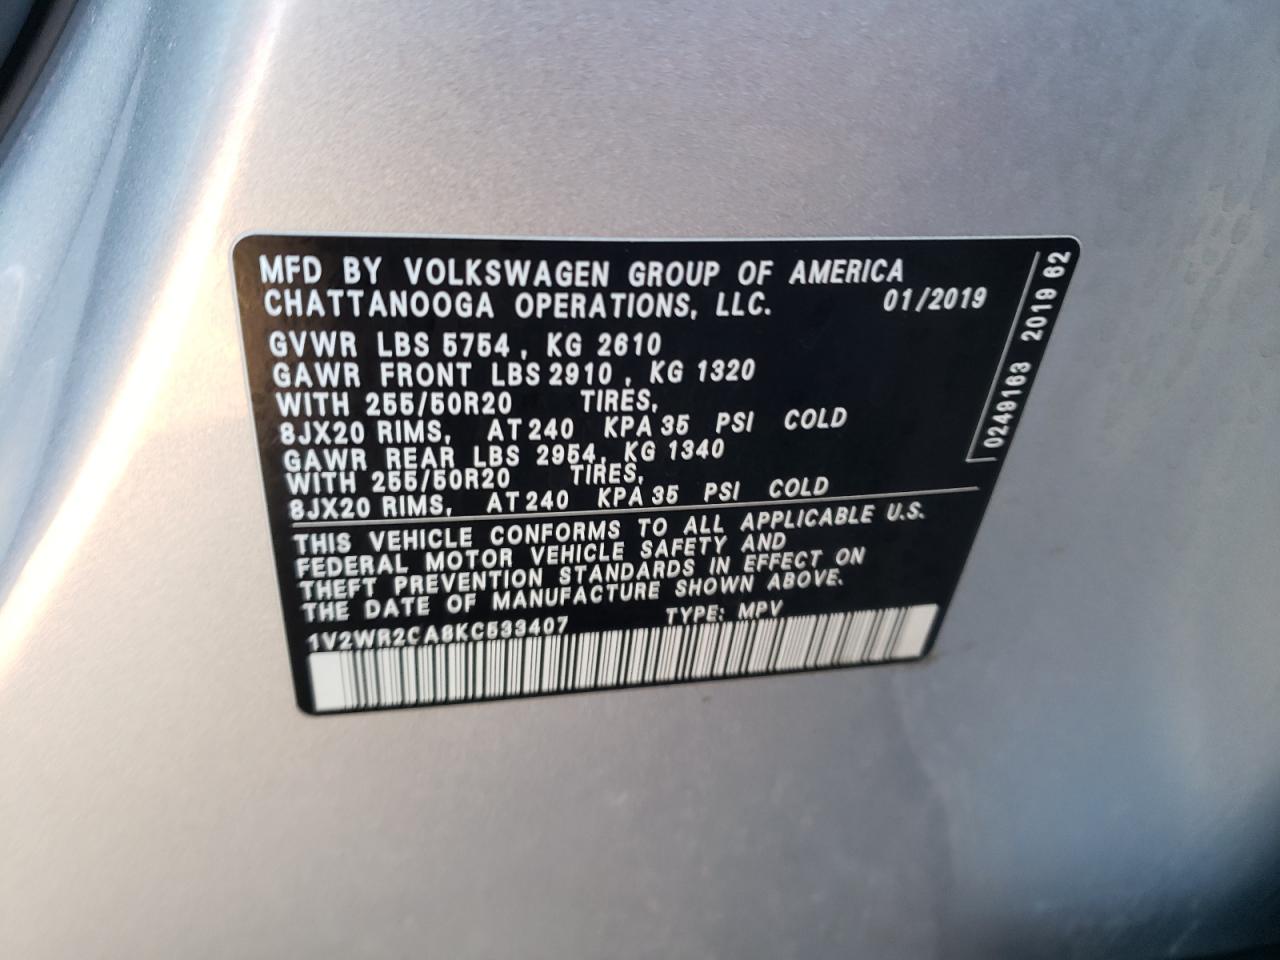 MFD BY VOLKSWAGEN GROUP OF AMERICA
CHATTANOOGA OPERATIONS, LLC. 01/2019
GVWR LBS 5754, KG 2610
GAWR FRONT LBS 2910, KG 1320
WITH 255/50R20 TIRES,
8JX20 RIMS, AT 240 KPA 35 PSI COLD
GAWR REAR LBS 2954, KG 1340
WITH 255/50R20 TIRES,
8JX20 RIMS, AT 240 KPA 35 PSI COLD
THIS VEHICLE CONFORMS TO ALL APPLICABLE U.S.
FEDERAL MOTOR VEHICLE SAFETY AND
THEFT PREVENTION STANDARDS IN EFFECT ON
THE DATE OF MANUFACTURE SHOWN ABOVE.
1V2WR2CA8KC533407 TYPE: MPV
0249163 2019 62